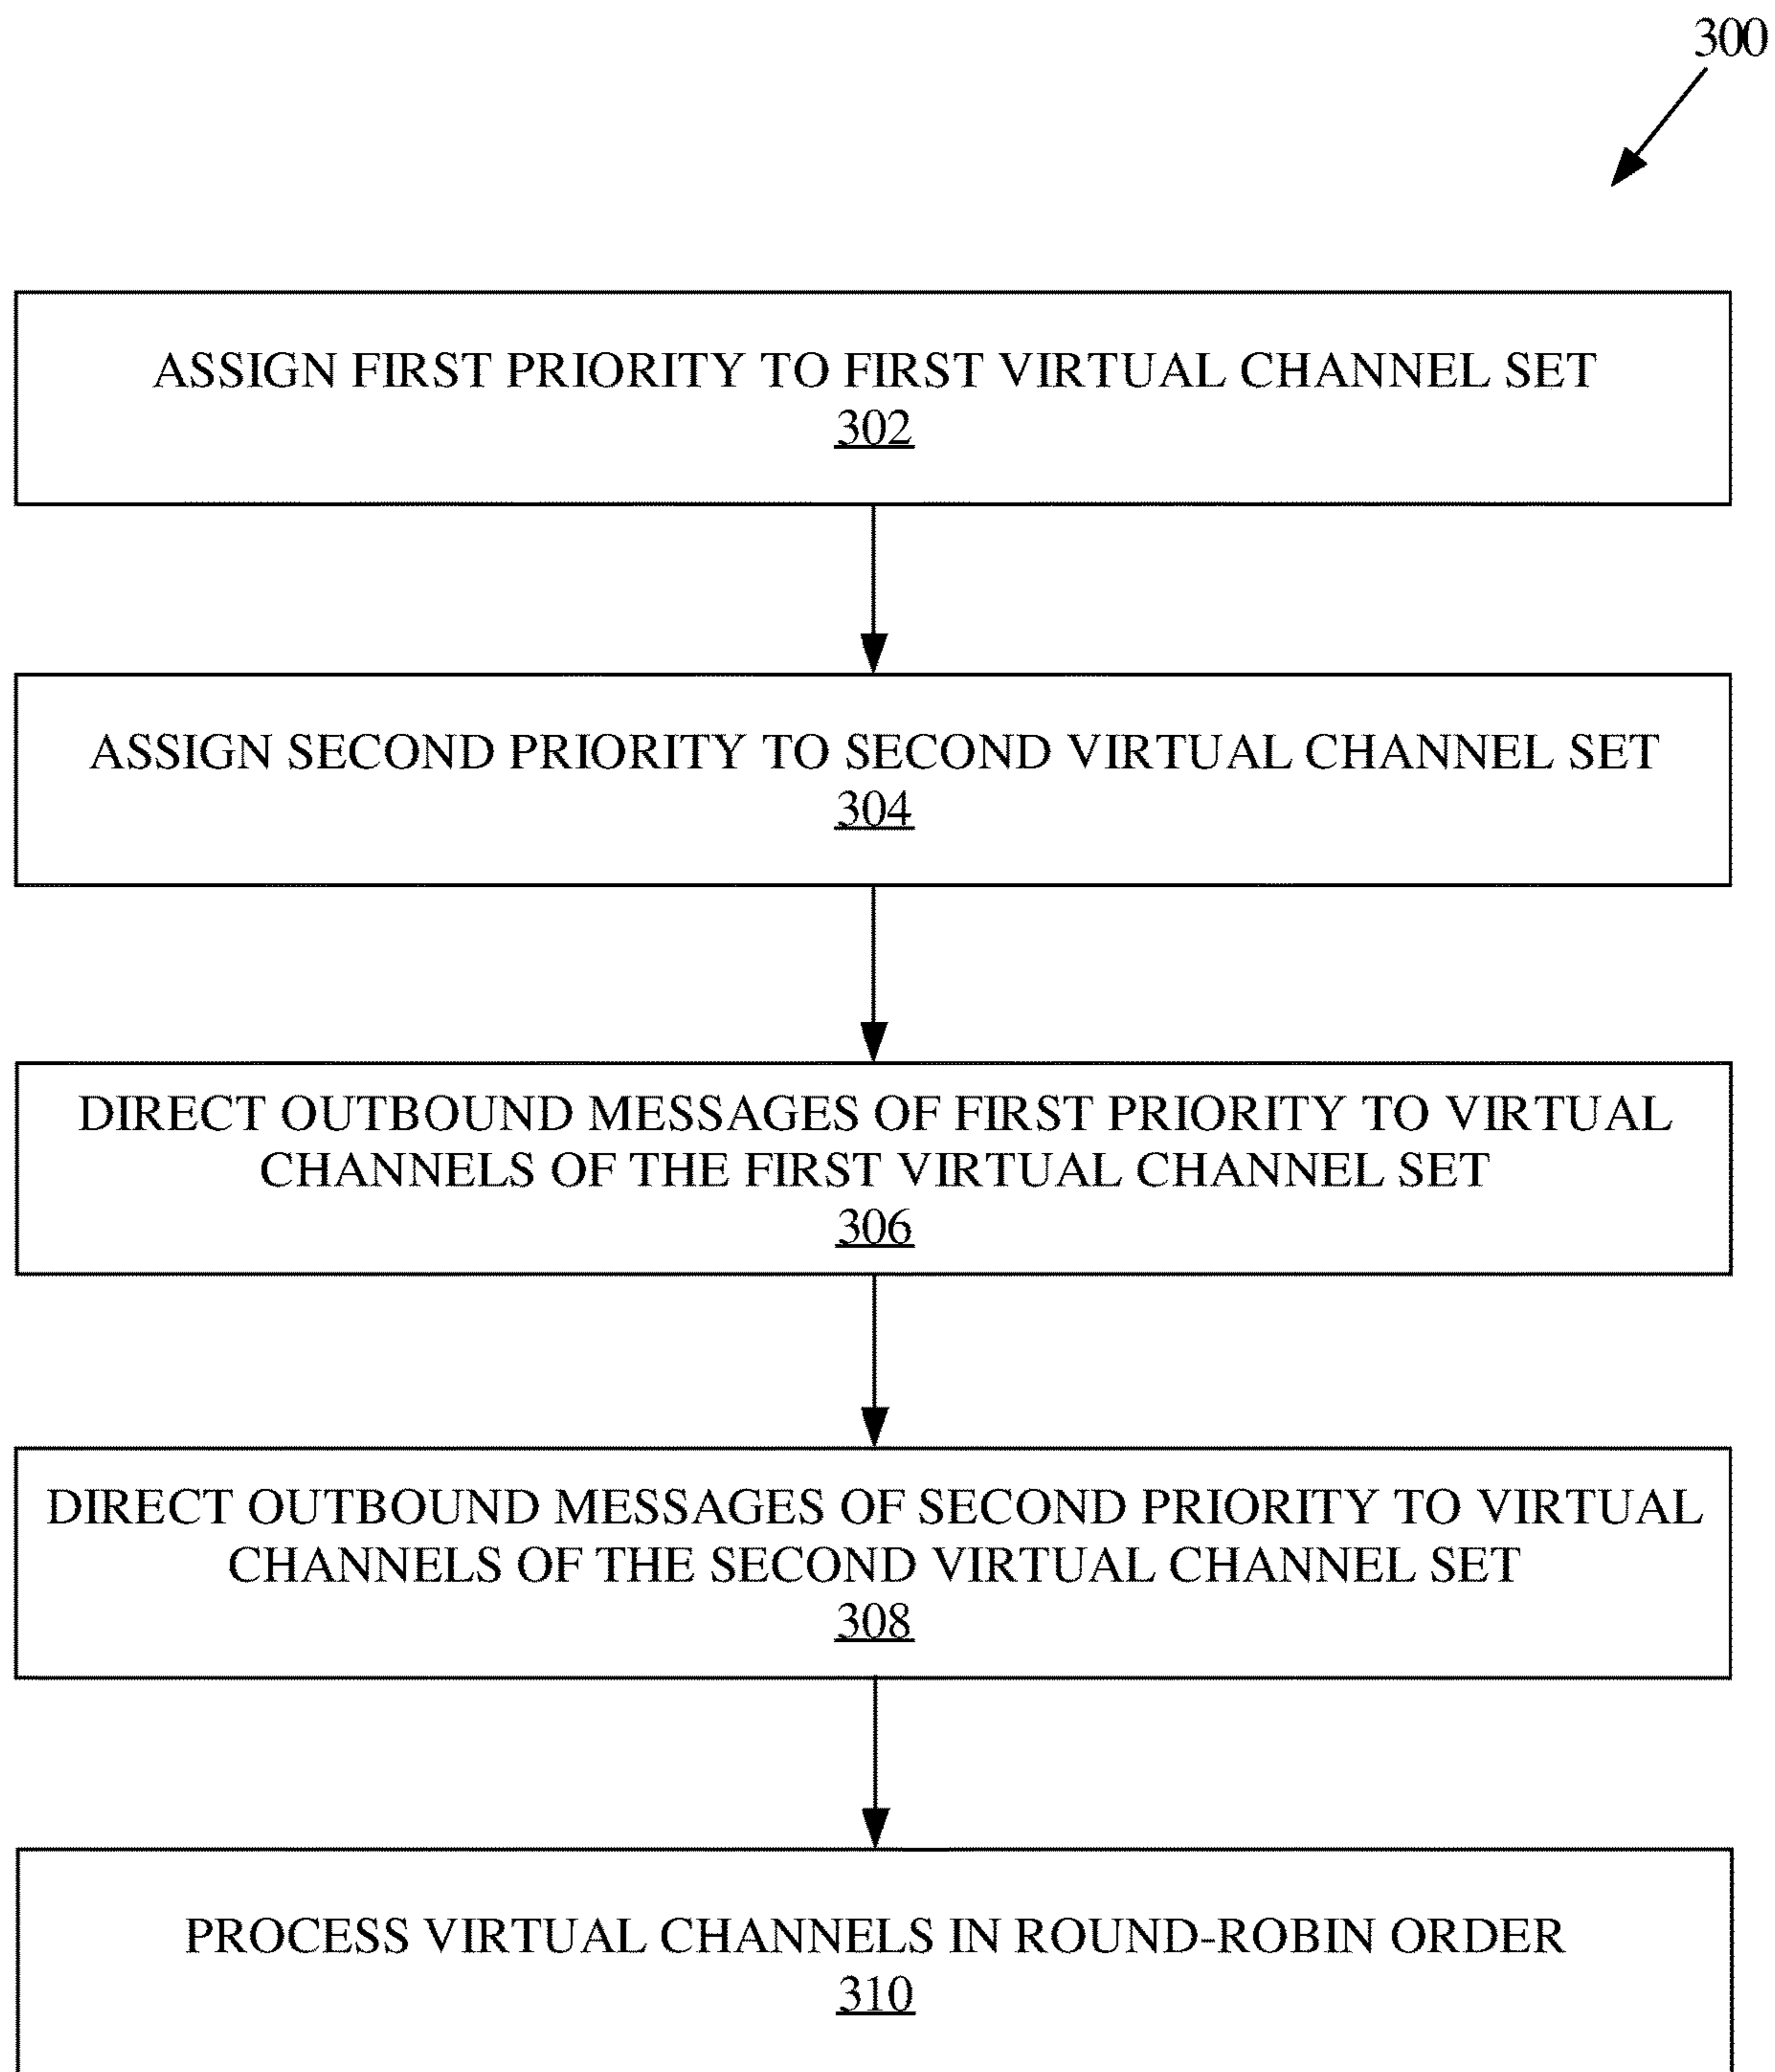 300
ASSIGN FIRST PRIORITY TO FIRST VIRTUAL CHANNEL SET
302
ASSIGN SECOND PRIORITY TO SECOND VIRTUAL CHANNEL SET
304
DIRECT OUTBOUND MESSAGES OF FIRST PRIORITY TO VIRTUAL
CHANNELS OF THE FIRST VIRTUAL CHANNEL SET
306
DIRECT OUTBOUND MESSAGES OF SECOND PRIORITY TO VIRTUAL
CHANNELS OF THE SECOND VIRTUAL CHANNEL SET
308
PROCESS VIRTUAL CHANNELS IN ROUND-ROBIN ORDER
310